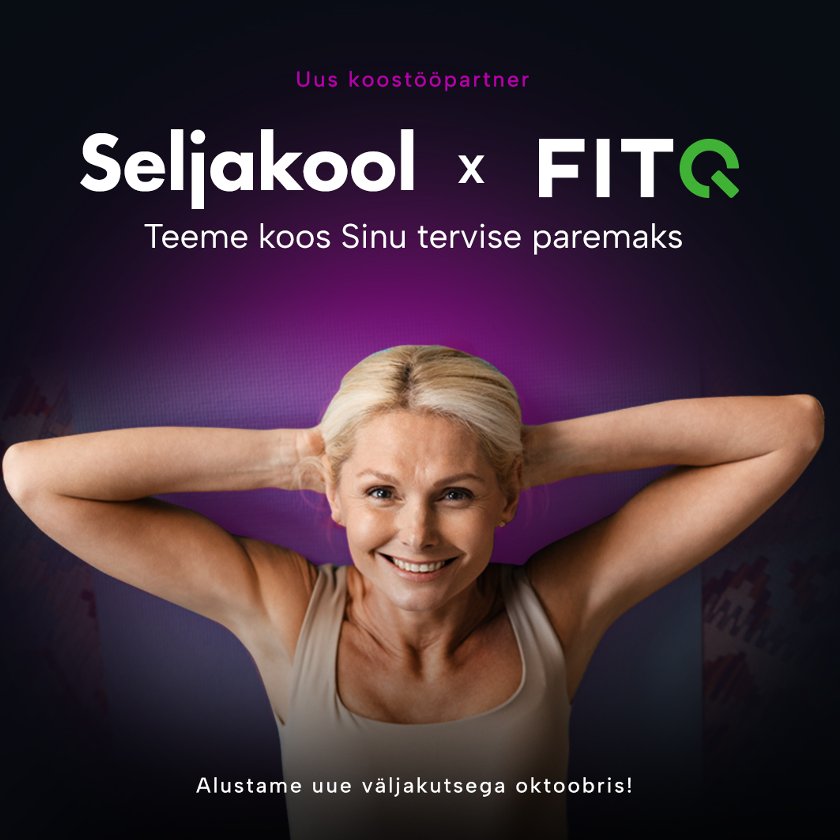 Uus koostööpartner
Seljakool x FITQ
Teeme koos Sinu tervise paremaks
Alustame uue väljakutsega oktoobris!